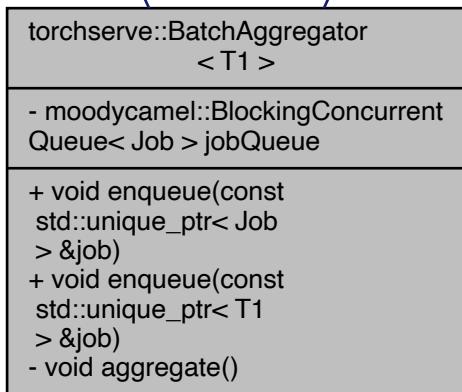 torchserve::BatchAggregator
< T1 >
- moodycamel::BlockingConcurrent
Queue< Job > jobQueue
+ void enqueue(const
std::unique_ptr< Job
> &job)
+ void enqueue(const
std::unique_ptr< T1
> &job)
- void aggregate()